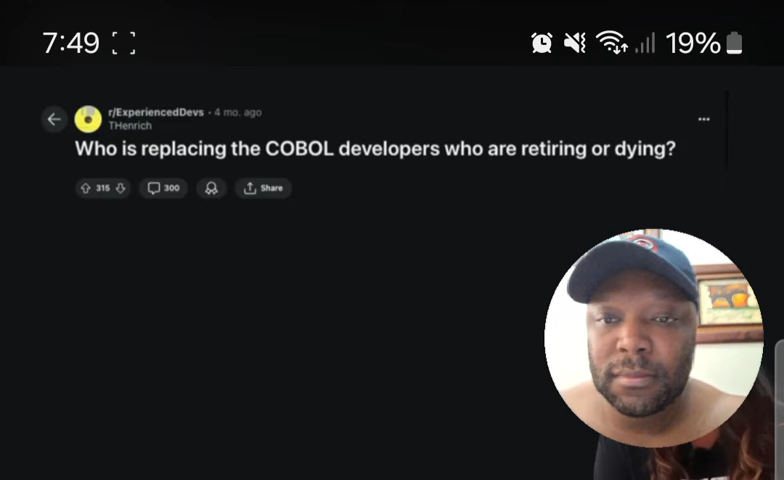 7:49 19%
r/ExperiencedDevs • 4 mo. ago
THenrich
Who is replacing the COBOL developers who are retiring or dying?
315 300 Share